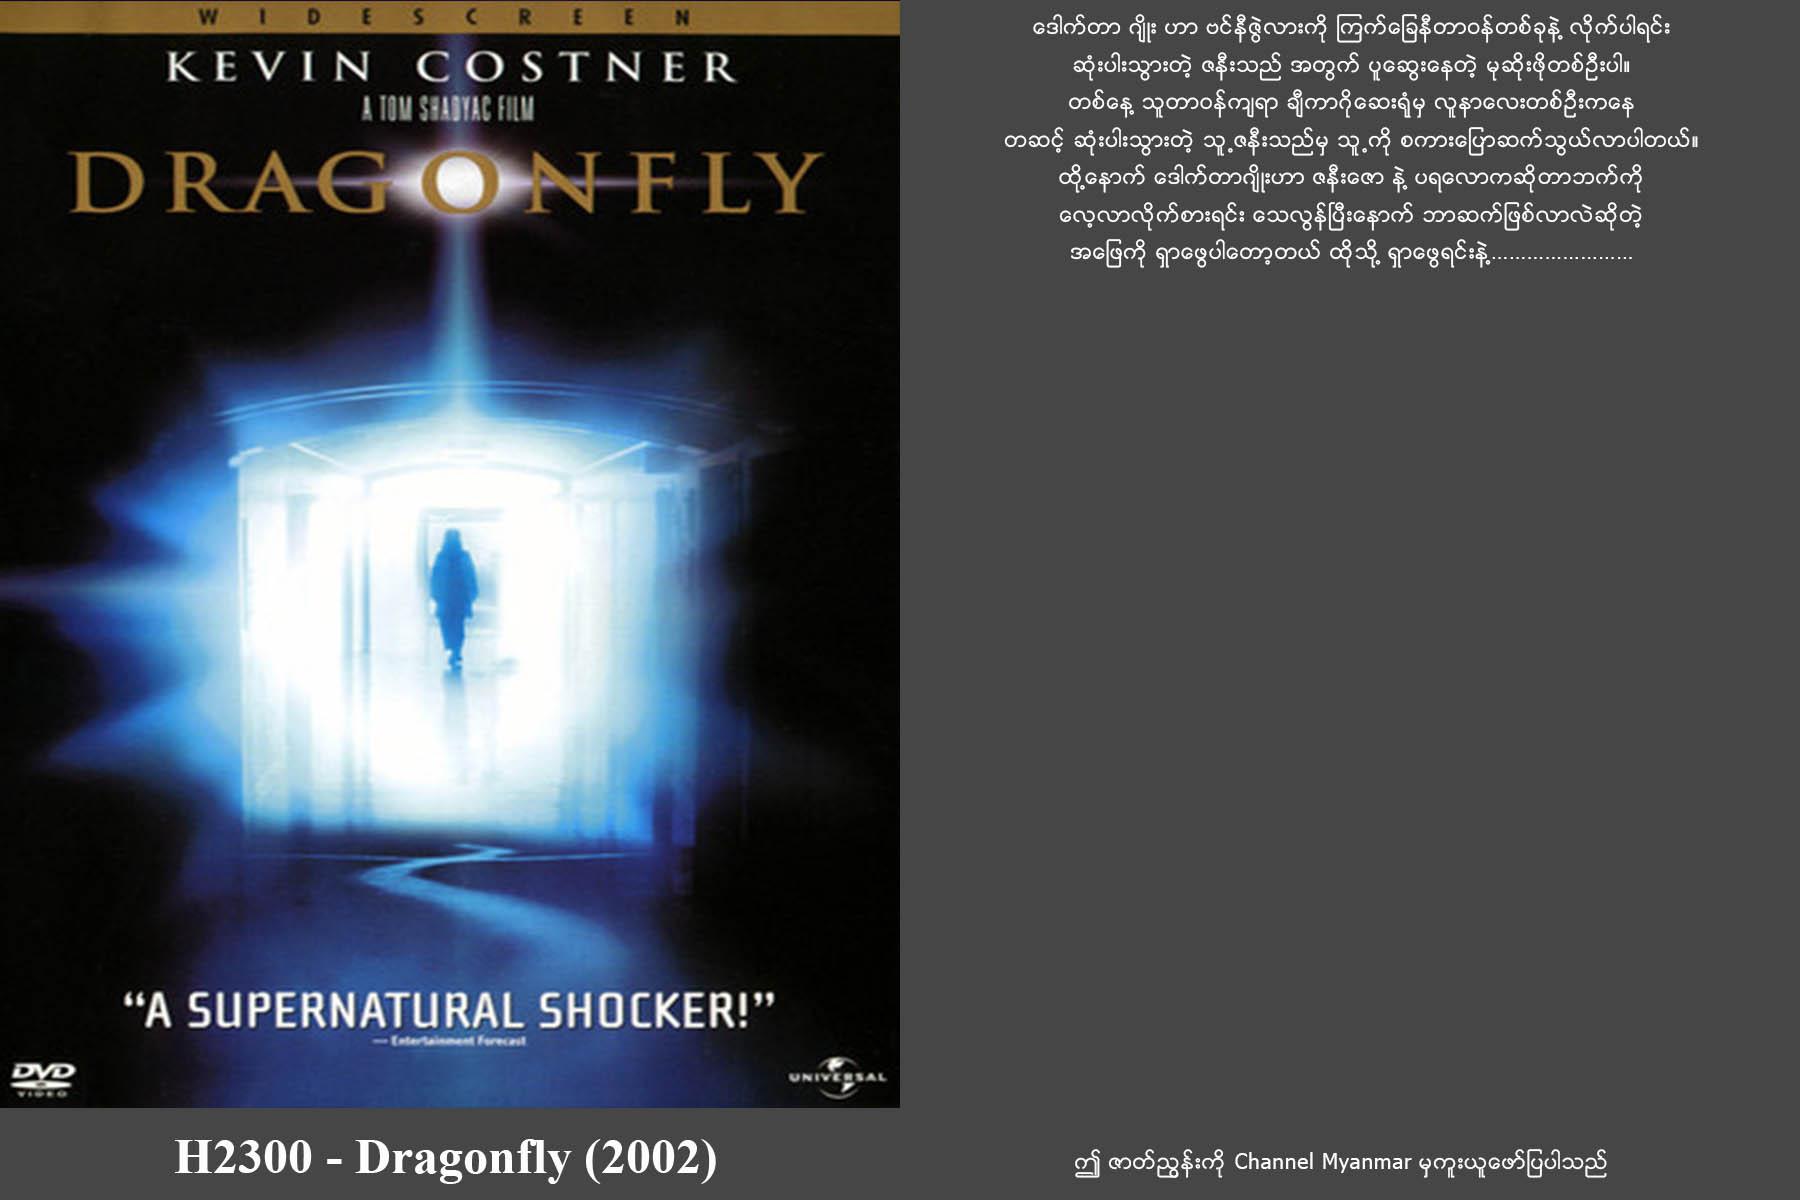 WIDESCREEN
KEVIN COSTNER
A TOM SHADYAC FILM
DRAGONFLY
“A SUPERNATURAL SHOCKER!”
— Entertainment Forecast
DVD
VIDEO
UNIVERSAL
H2300 - Dragonfly (2002)
ဒေါက်တာ ဂျိုး ဟာ ဗင်နီဇွဲလားကို ကြက်ခြေနီတာဝန်တစ်ခုနဲ့ လိုက်ပါရင်း
ဆုံးပါးသွားတဲ့ ဇနီးသည် အတွက် ပူဆွေးနေတဲ့ မုဆိုးဖိုတစ်ဦးပါ။
တစ်နေ့ သူတာဝန်ကျရာ ချီကာဂိုဆေးရုံမှ လူနာလေးတစ်ဦးကနေ
တဆင့် ဆုံးပါးသွားတဲ့ သူ့ဇနီးသည်မှ သူ့ကို စကားပြောဆက်သွယ်လာပါတယ်။
ထို့နောက် ဒေါက်တာဂျိုးဟာ ဇနီးဇော နဲ့ ပရလောကဆိုတာဘက်ကို
လေ့လာလိုက်စားရင်း သေလွန်ပြီးနောက် ဘာဆက်ဖြစ်လာလဲဆိုတဲ့
အဖြေကို ရှာဖွေပါတော့တယ် ထိုသို့ ရှာဖွေရင်းနဲ့........................
ဤ ဇာတ်ညွှန်းကို Channel Myanmar မှကူးယူဖော်ပြပါသည်